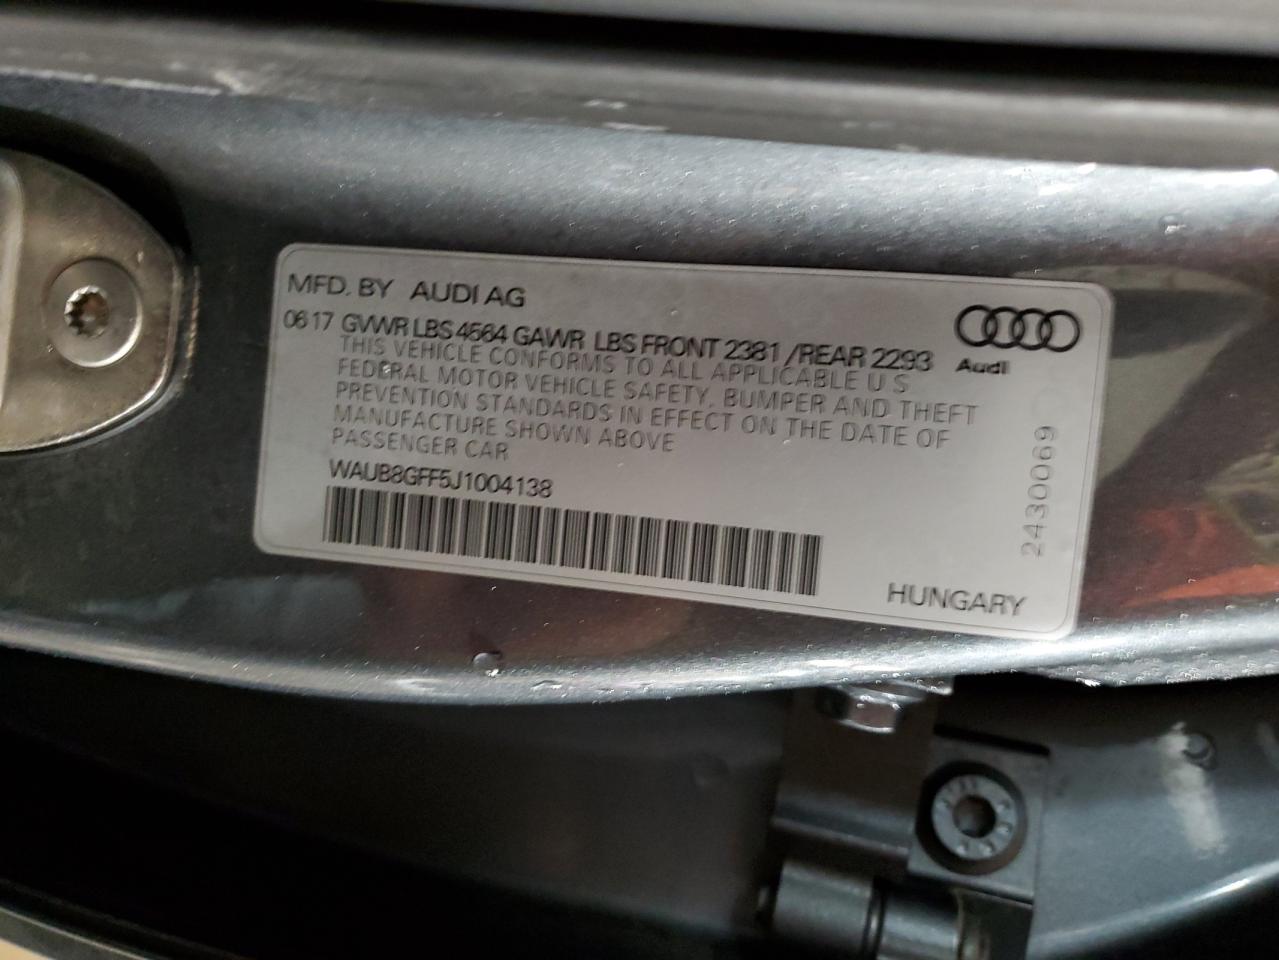 MFD. BY AUDI AG
0617 GVWR LBS 4564 GAWR LBS FRONT 2381 /REAR 2293
THIS VEHICLE CONFORMS TO ALL APPLICABLE U S
FEDERAL MOTOR VEHICLE SAFETY, BUMPER AND THEFT
PREVENTION STANDARDS IN EFFECT ON THE DATE OF
MANUFACTURE SHOWN ABOVE
PASSENGER CAR
WAUB8GFF5J1004138
Audi
2430069
HUNGARY